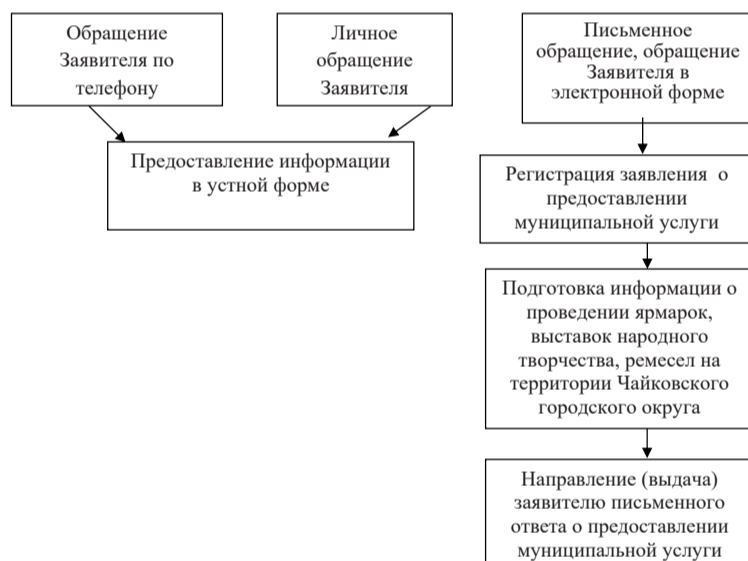 Обращение
Заявителя по
телефону
Личное
обращение
Заявителя
Письменное
обращение, обращение
Заявителя в
электронной форме
Предоставление информации
в устной форме
Регистрация заявления о
предоставлении
муниципальной услуги
Подготовка информации о
проведении ярмарок,
выставок народного
творчества, ремесел на
территории Чайковского
городского округа
Направление (выдача)
заявителю письменного
ответа о предоставлении
муниципальной услуги